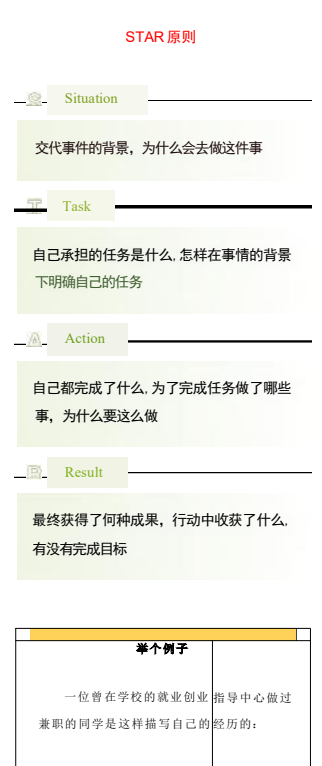 STAR原则
S Situation
交代事件的背景，为什么会去做这件事
T Task
自己承担的任务是什么,怎样在事情的背景
下明确自己的任务
A Action
自己都完成了什么,为了完成任务做了哪些
事，为什么要这么做
R Result
最终获得了何种成果，行动中收获了什么,
有没有完成目标
举个例子
一位曾在学校的就业创业指导中心做过
兼职的同学是这样描写自己的经历的：